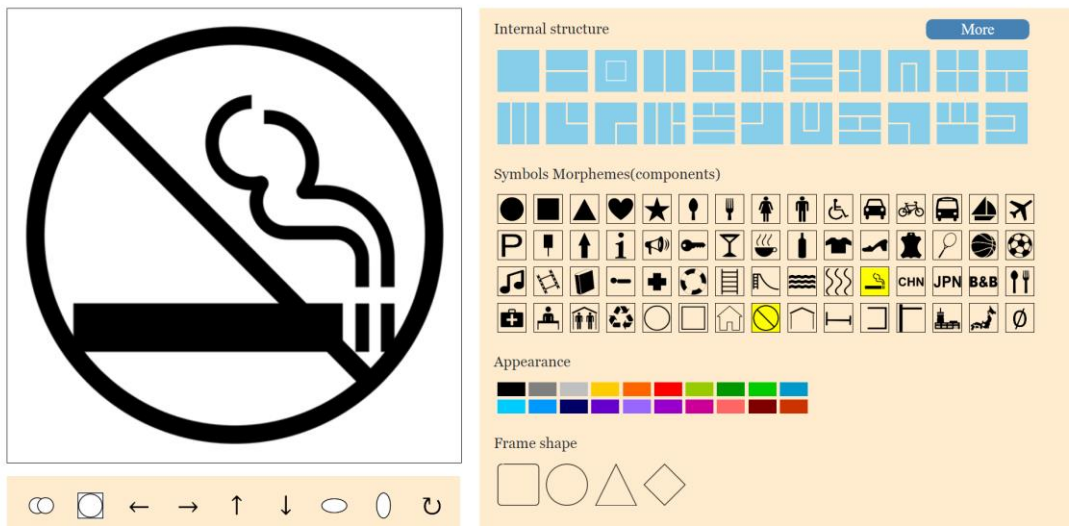 Internal structure
More
Symbols Morphemes(components)
P i
CHN JPN B&B
Appearance
Frame shape